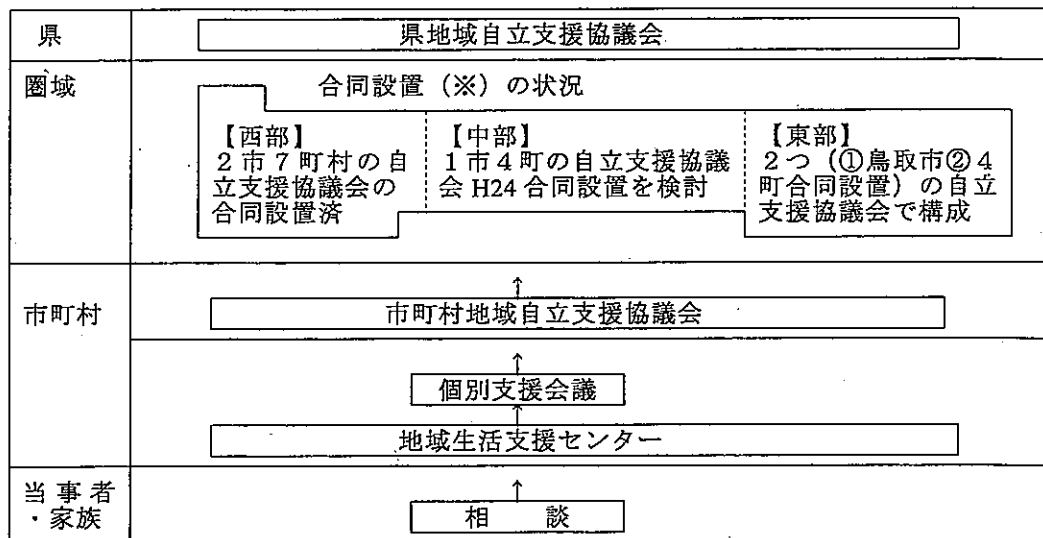 県
県地域自立支援協議会
圏域
合同設置（※）の状況
【西部】
２市７町村の自
立支援協議会の
合同設置済
【中部】
１市４町の自立支援協議
会 H24 合同設置を検討
【東部】
２つ（①鳥取市②４
町合同設置）の自立
支援協議会で構成
↑
市町村
市町村地域自立支援協議会
↑
個別支援会議
↑
地域生活支援センター
当事者
・家族
↑
相　談